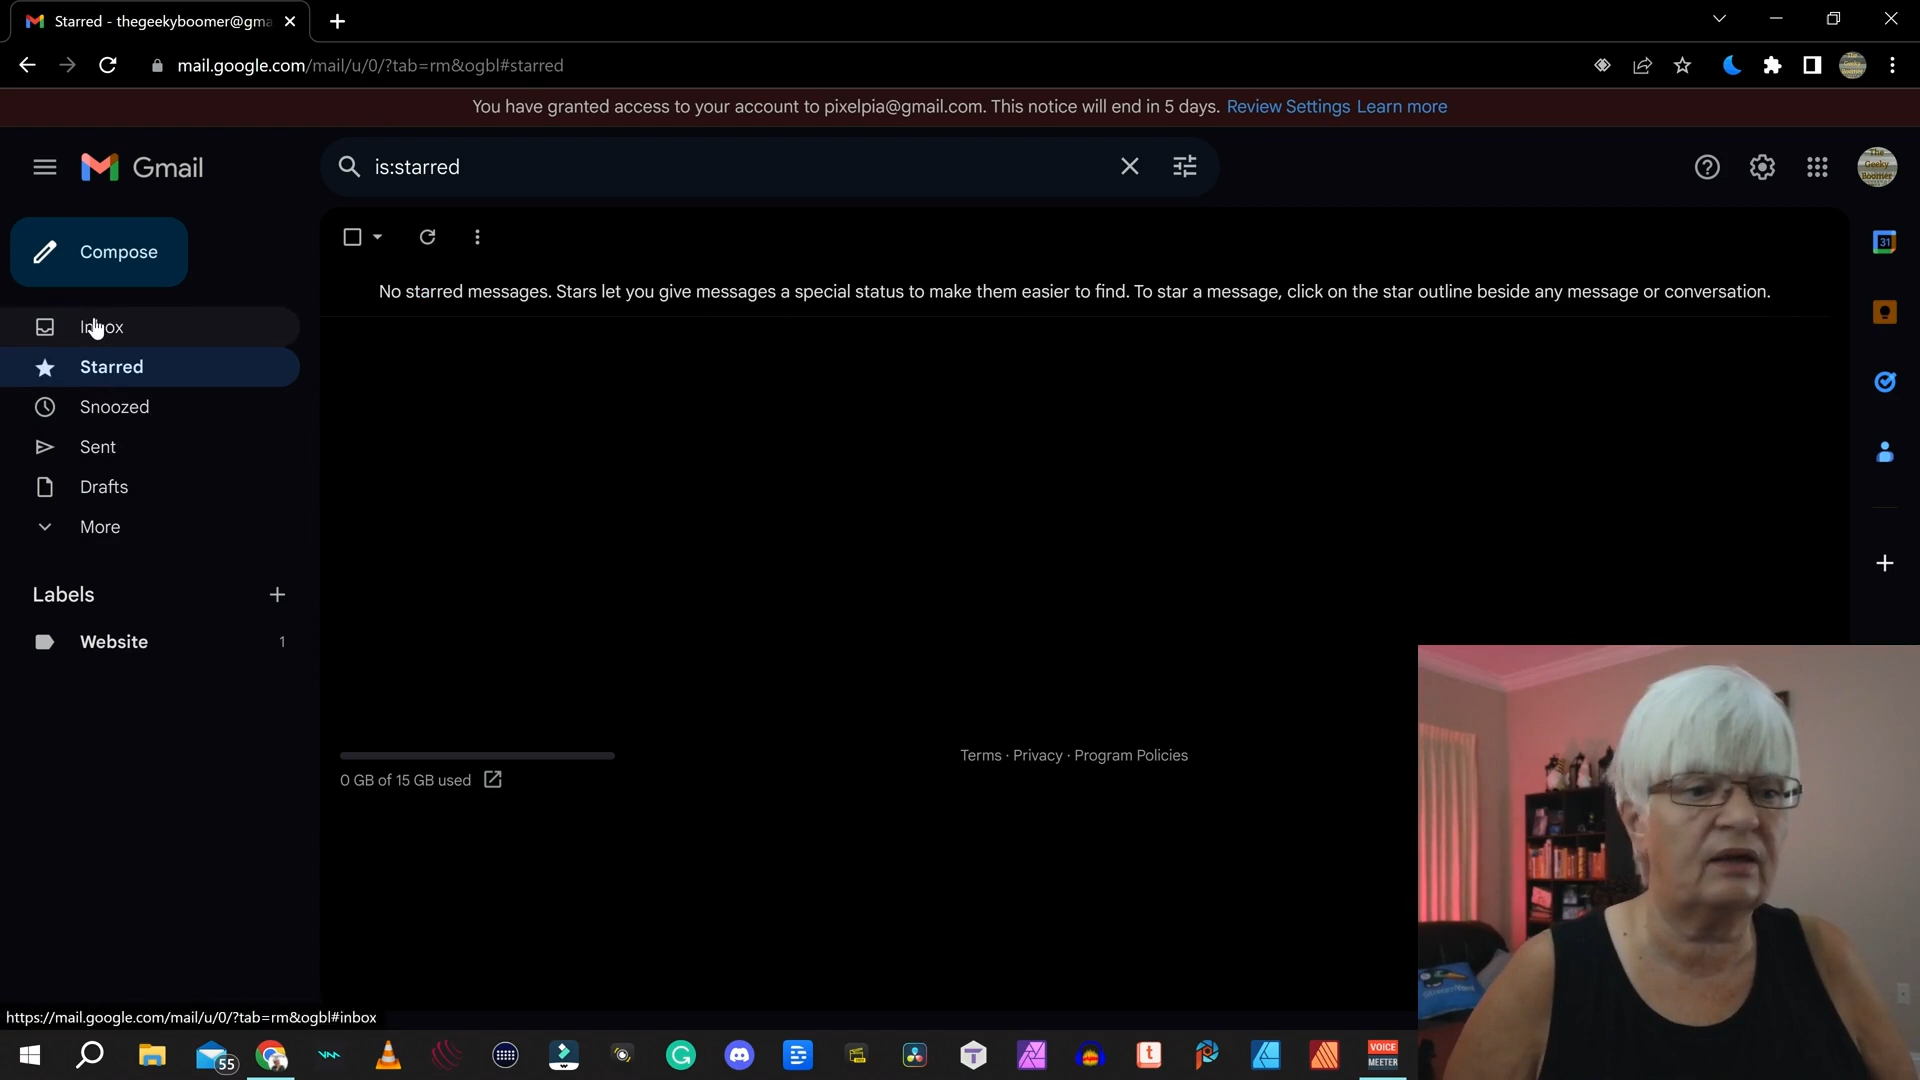 Starred - thegeekyboomer@gma
mail.google.com/mail/u/0/?tab=rm&ogbl#starred
You have granted access to your account to pixelpia@gmail.com. This notice will end in 5 days. Review Settings Learn more
Gmail
is:starred
The Geeky Boomer
Compose
31
No starred messages. Stars let you give messages a special status to make them easier to find. To star a message, click on the star outline beside any message or conversation.
Inbox
Starred
Snoozed
Sent
Drafts
More
Labels
Website 1
Terms · Privacy · Program Policies
0 GB of 15 GB used
https://mail.google.com/mail/u/0/?tab=rm&ogbl#inbox
55
VOICE
MEETER